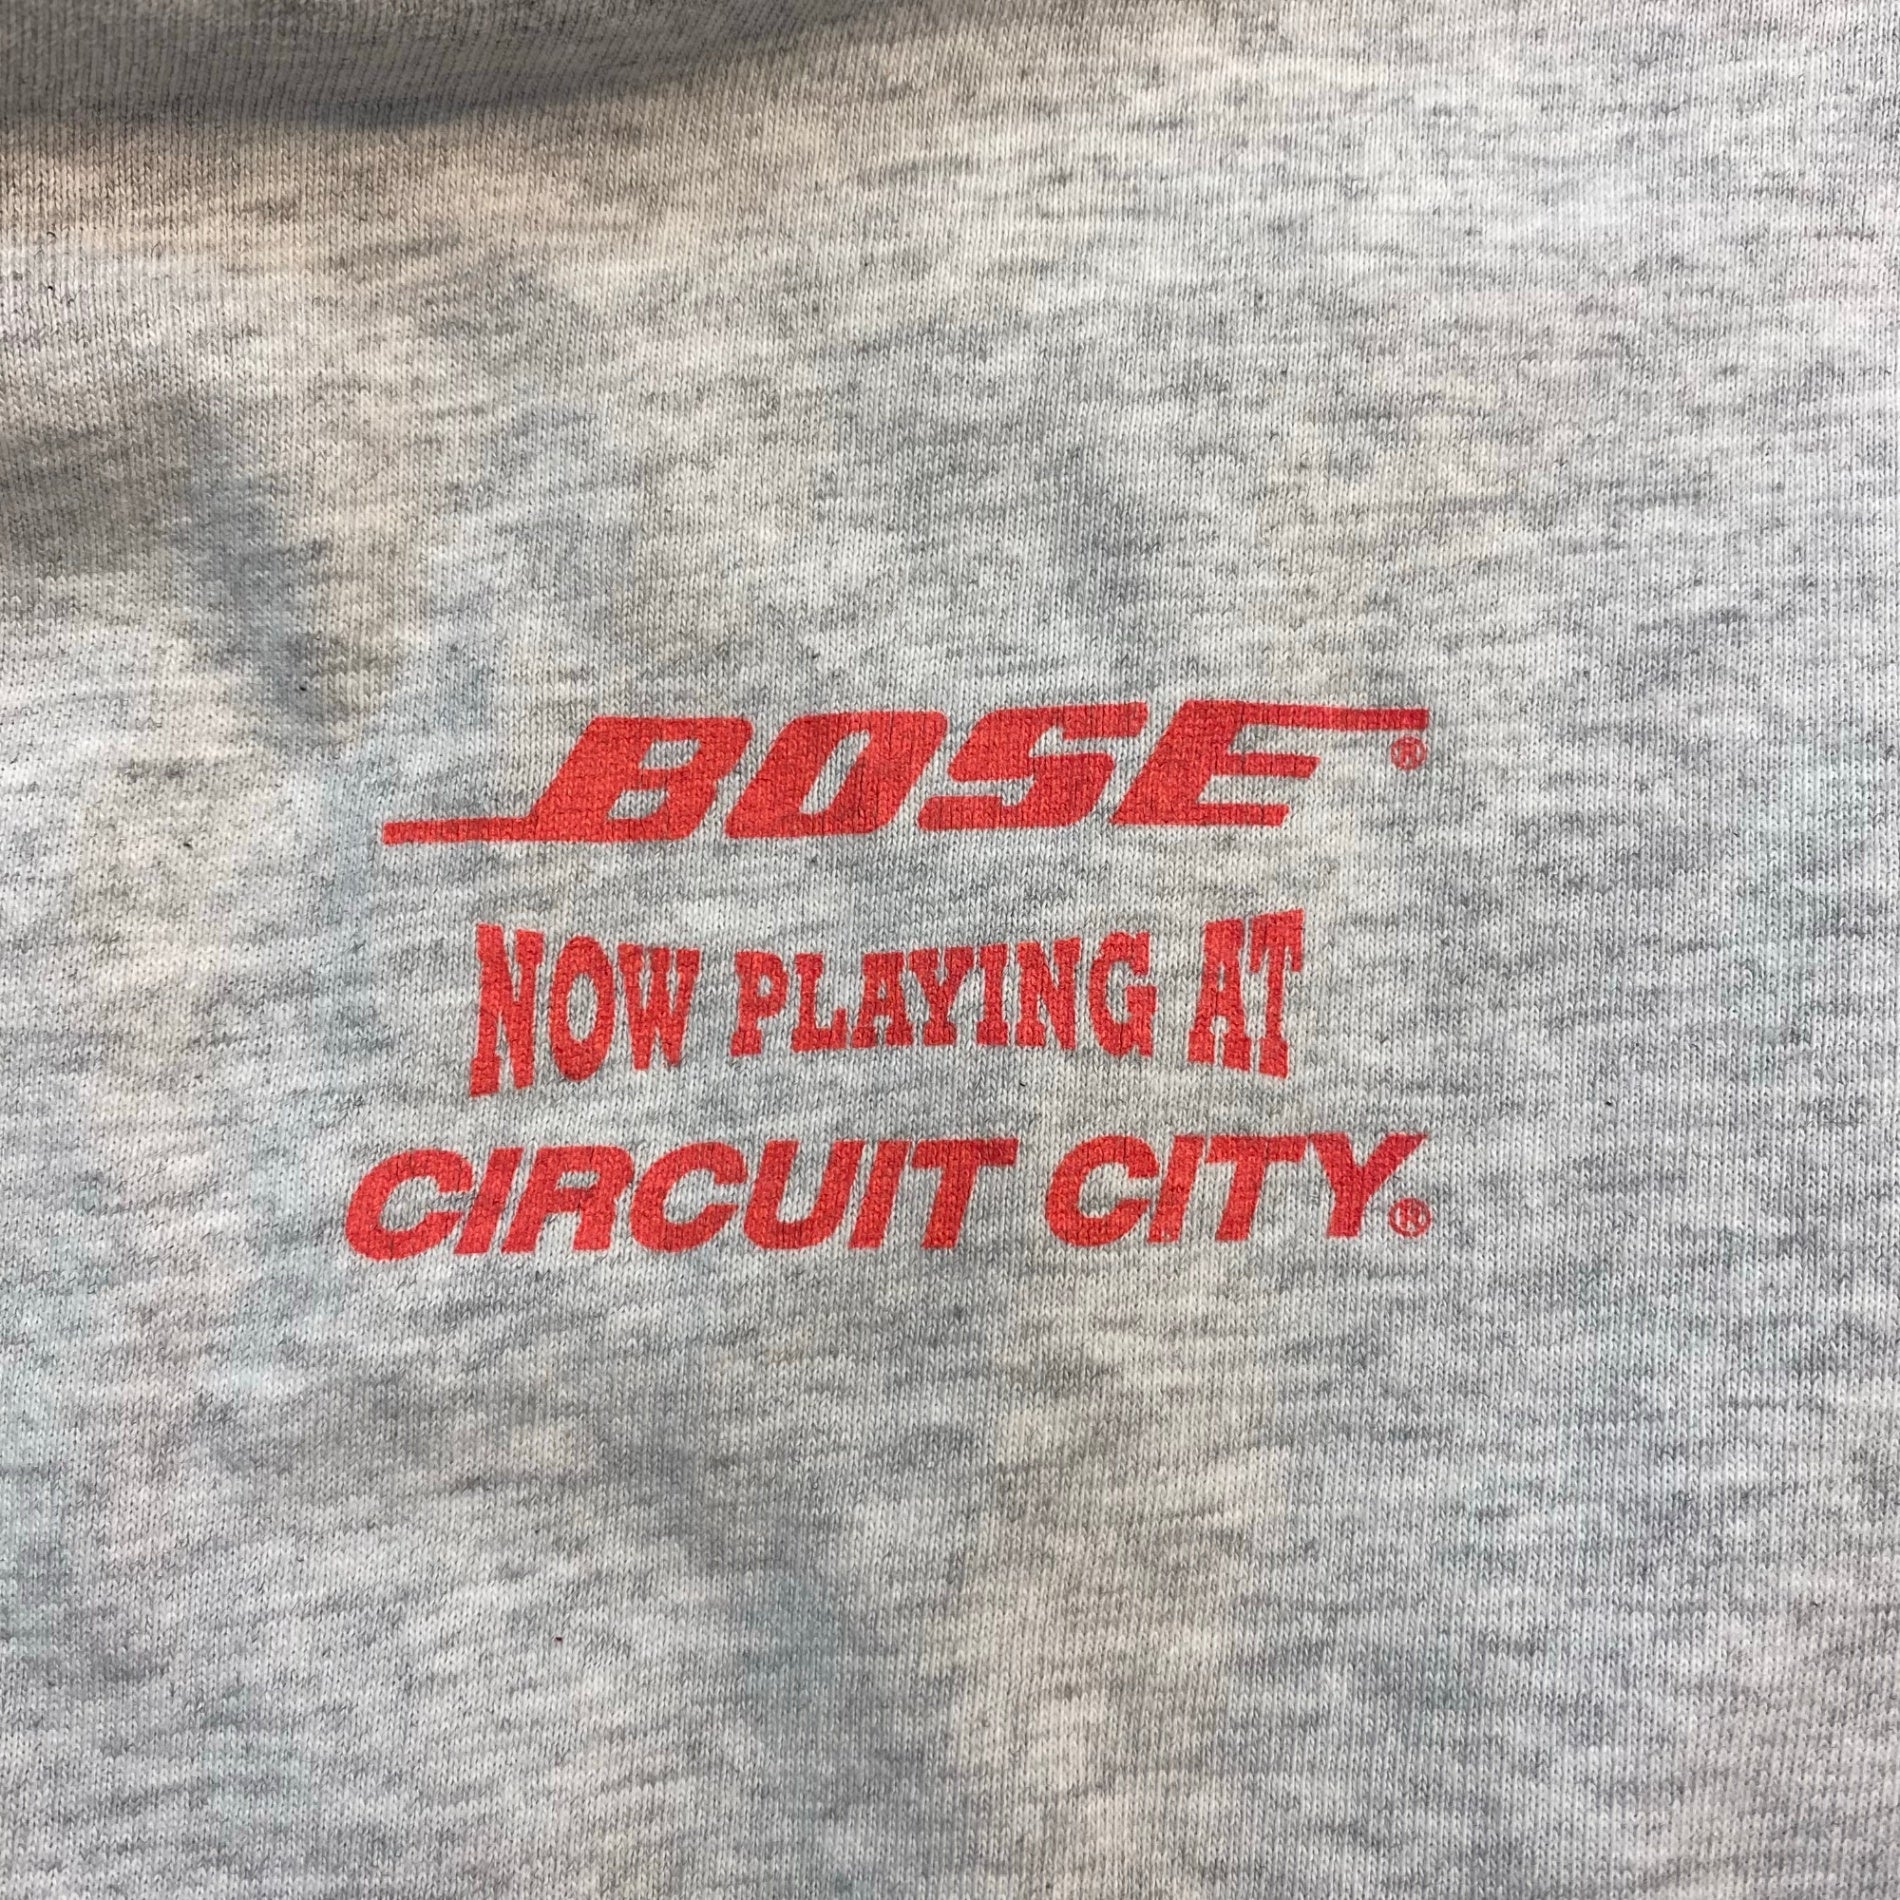 BOSE®
NOW PLAYING AT
CIRCUIT CITY®